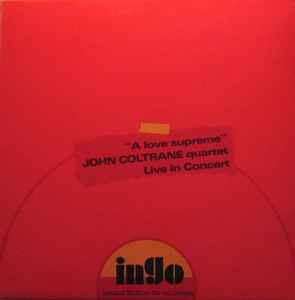 "A love supreme"
JOHN COLTRANE quartet
Live in Concert
ingo